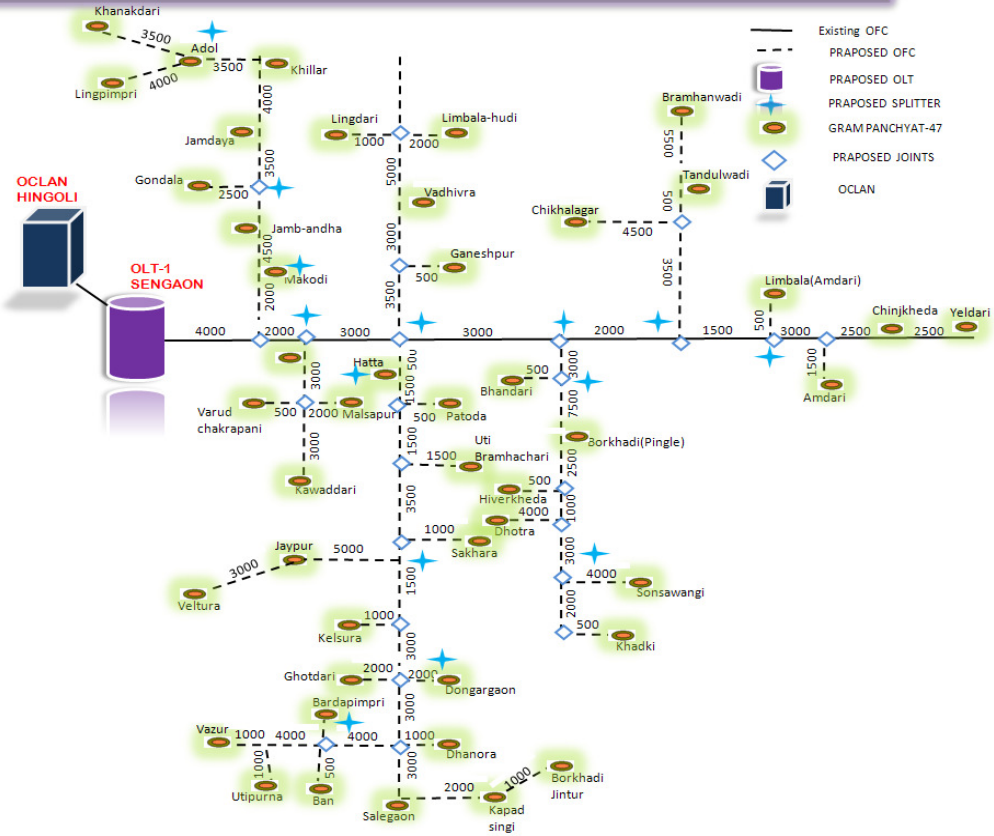 Khanakdari
3500
Adol
3500
Khillar
4000
Lingpimpri
4000
Jamdaya
3500
Gondala
2500
Jamb-andha
4500
Makodi
2000
OCLAN
HINGOLI
OLT-1
SENGAON
Existing OFC
PRAPOSED OFC
PRAPOSED OLT
PRAPOSED SPLITTER
GRAM PANCHYAT-47
PRAPOSED JOINTS
OCLAN
Lingdari
Limbala-hudi
1000
2000
5000
Vadhivra
3000
Ganeshpur
500
3500
Bramhanwadi
5500
Tandulwadi
500
Chikhalagar
4500
3500
Limbala(Amdari)
500
Chinjkheda
Yeldari
4000
2000
3000
3000
2000
1500
3000
2500
2500
1500
Amdari
3000
Varud
chakrapani
500
2000
Malsapur
3000
Kawaddari
Hatta
500
1500
500
Patoda
1500
Uti
Bramhachari
1500
3500
1000
Sakhara
3000
500
Bhandari
7500
Borkhadi(Pingle)
2500
500
Hiverkheda
1000
4000
Dhotra
3000
4000
Sonsawangi
2000
500
Khadki
Jaypur
5000
3000
Veltura
1500
1000
Kelsura
3000
Ghotdari
2000
2000
Dongargaon
3000
Bardapimpri
Vazur
1000
4000
4000
1000
Dhanora
1000
500
3000
Utipurna
Ban
Salegaon
2000
1000
Kapad
singi
Borkhadi
Jintur